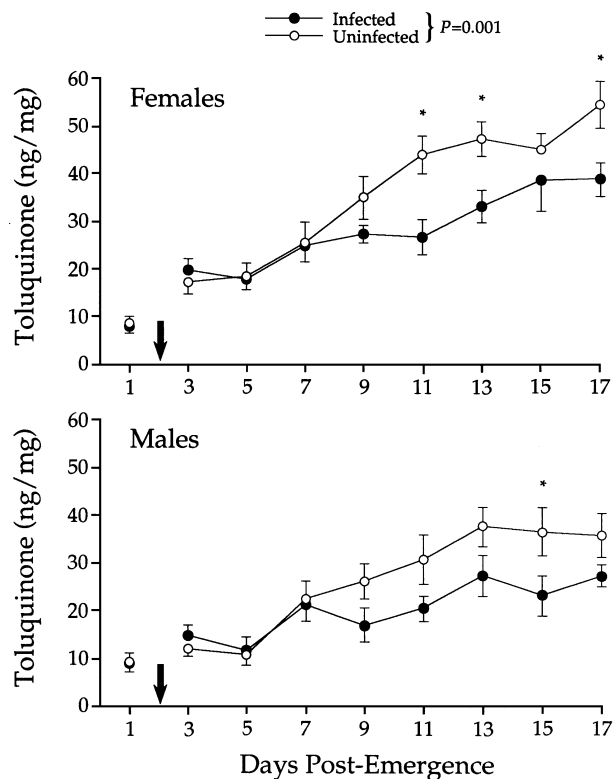 Infected
Uninfected } P=0.001
Females
Toluquinone (ng/mg)
60
50
40
30
20
10
0
* * *
1 3 5 7 9 11 13 15 17
Males
Toluquinone (ng/mg)
60
50
40
30
20
10
0
*
1 3 5 7 9 11 13 15 17
Days Post-Emergence